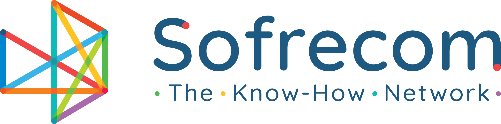 Sofrecom
• The • Know-How • Network •